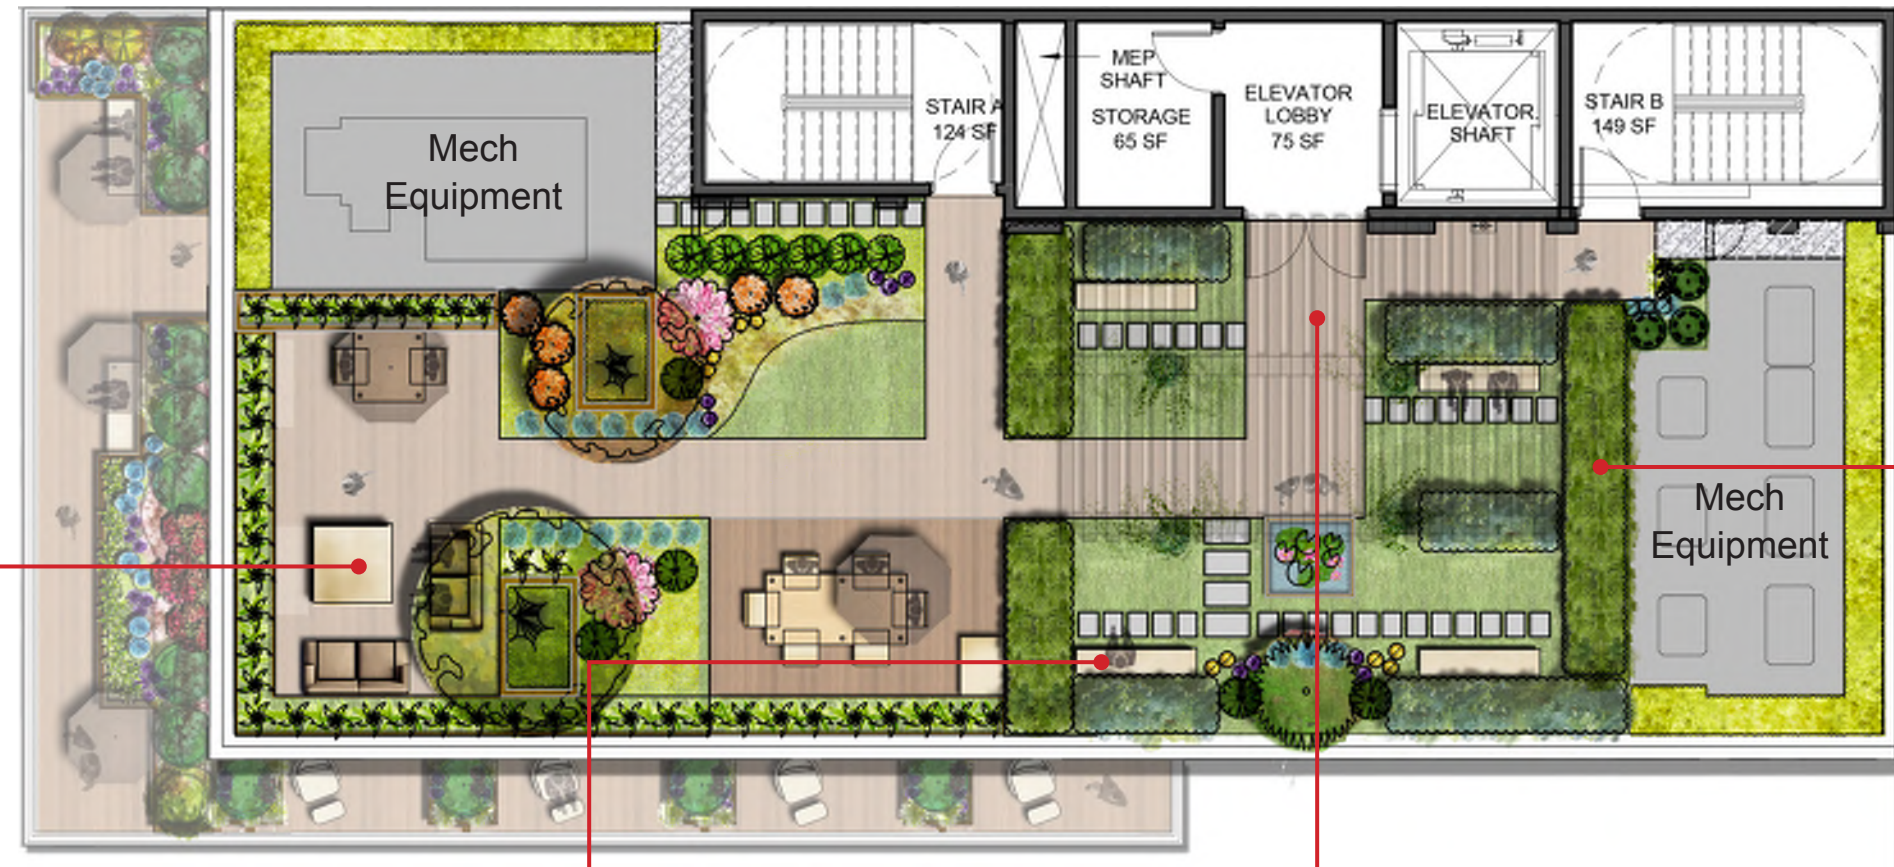 Mech
Equipment
STAIR A
124 SF
MEP
SHAFT
STORAGE
65 SF
ELEVATOR
LOBBY
75 SF
ELEVATOR
SHAFT
STAIR B
149 SF
Mech
Equipment